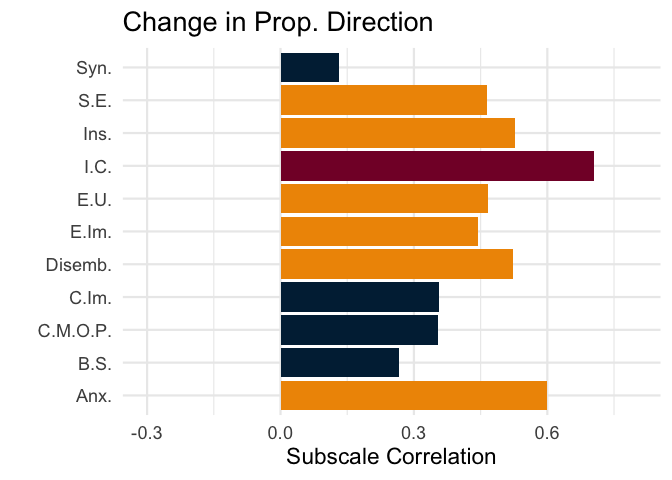 Change in Prop. Direction
Syn.
S.E.
Ins.
I.C.
E.U.
E.Im.
Disemb.
C.Im.
C.M.O.P.
B.S.
Anx.
-0.3 0.0 0.3 0.6
Subscale Correlation